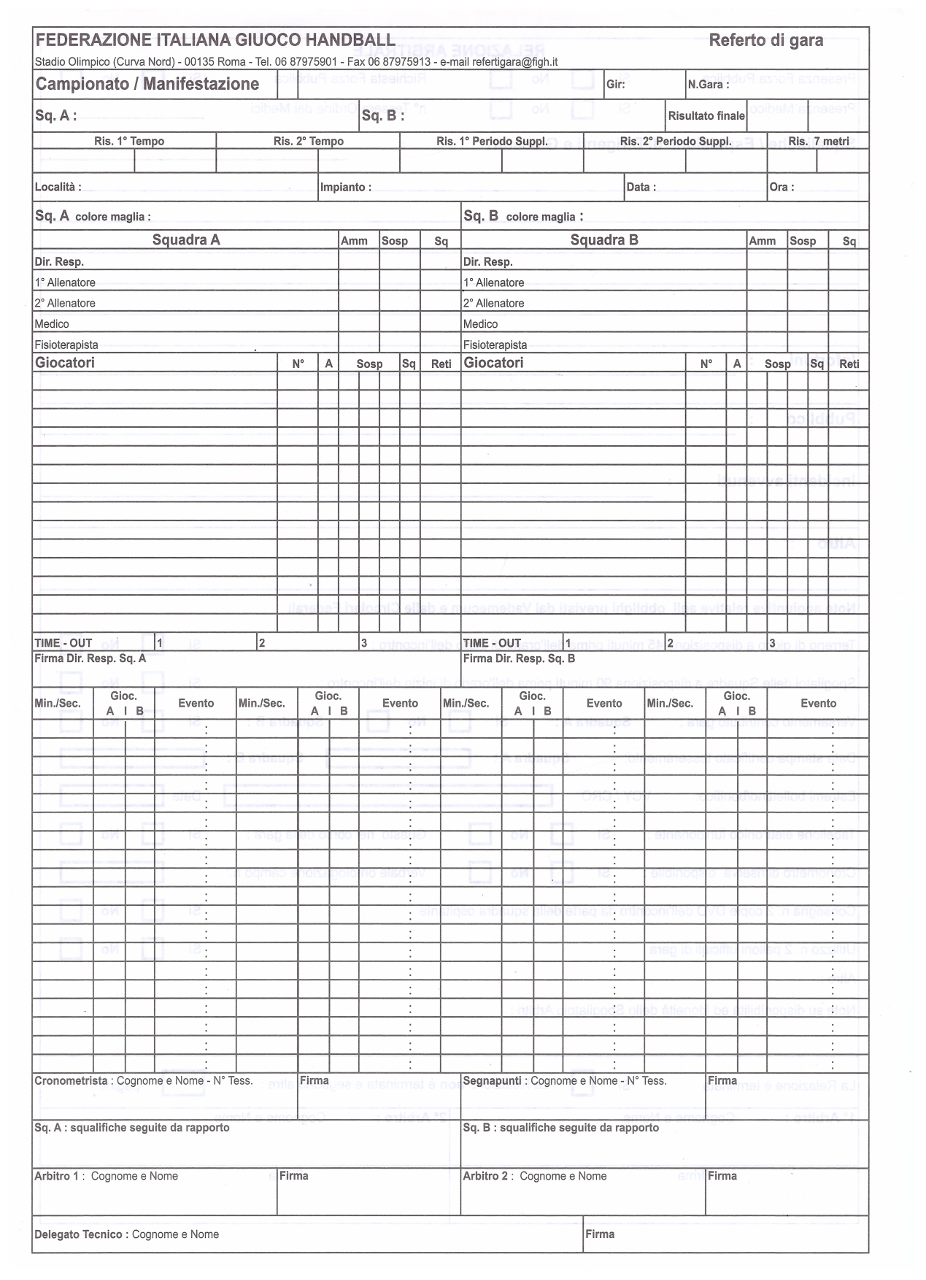 FEDERAZIONE ITALIANA GIUOCO HANDBALL Referto di gara
Stadio Olimpico (Curva Nord) - 00135 Roma - Tel. 06 87975901 - Fax 06 87975913 - e-mail refertigara@figh.it
Campionato / Manifestazione Gir: N.Gara :
Sq. A : Sq. B : Risultato finale
Ris. 1° Tempo Ris. 2° Tempo Ris. 1° Periodo Suppl. Ris. 2° Periodo Suppl. Ris. 7 metri
Località : Impianto : Data : Ora :
Sq. A colore maglia : Sq. B colore maglia :
Squadra A Amm Sosp Sq Squadra B Amm Sosp Sq
Dir. Resp. Dir. Resp.
1° Allenatore 1° Allenatore
2° Allenatore 2° Allenatore
Medico Medico
Fisioterapista Fisioterapista
Giocatori N° A Sosp Sq Reti Giocatori N° A Sosp Sq Reti
TIME - OUT 1 2 3 TIME - OUT 1 2 3
Firma Dir. Resp. Sq. A Firma Dir. Resp. Sq. B
Min./Sec. Gioc. Evento Min./Sec. Gioc. Evento Min./Sec. Gioc. Evento Min./Sec. Gioc. Evento
A I B A I B A I B A I B
Cronometrista : Cognome e Nome - N° Tess. Firma Segnapunti : Cognome e Nome - N° Tess. Firma
Sq. A : squalifiche seguite da rapporto Sq. B : squalifiche seguite da rapporto
Arbitro 1 : Cognome e Nome Firma Arbitro 2 : Cognome e Nome Firma
Delegato Tecnico : Cognome e Nome Firma